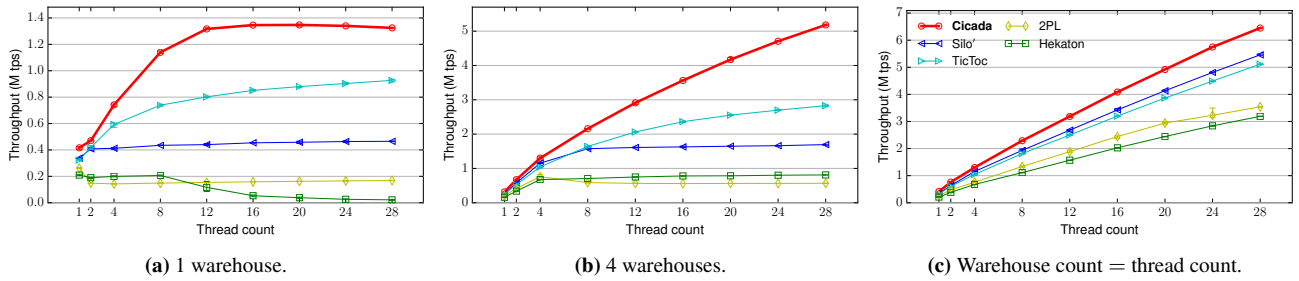 1.4
1.2
1.0
0.8
0.6
0.4
0.2
0.0
Throughput (M tps)
1 2 4 8 12 16 20 24 28
Thread count
(a) 1 warehouse.
6
5
4
3
2
1
0
Throughput (M tps)
1 2 4 8 12 16 20 24 28
Thread count
(b) 4 warehouses.
7
6
5
4
3
2
1
0
Throughput (M tps)
Cicada
Silo′
TicToc
2PL
Hekaton
1 2 4 8 12 16 20 24 28
Thread count
(c) Warehouse count = thread count.